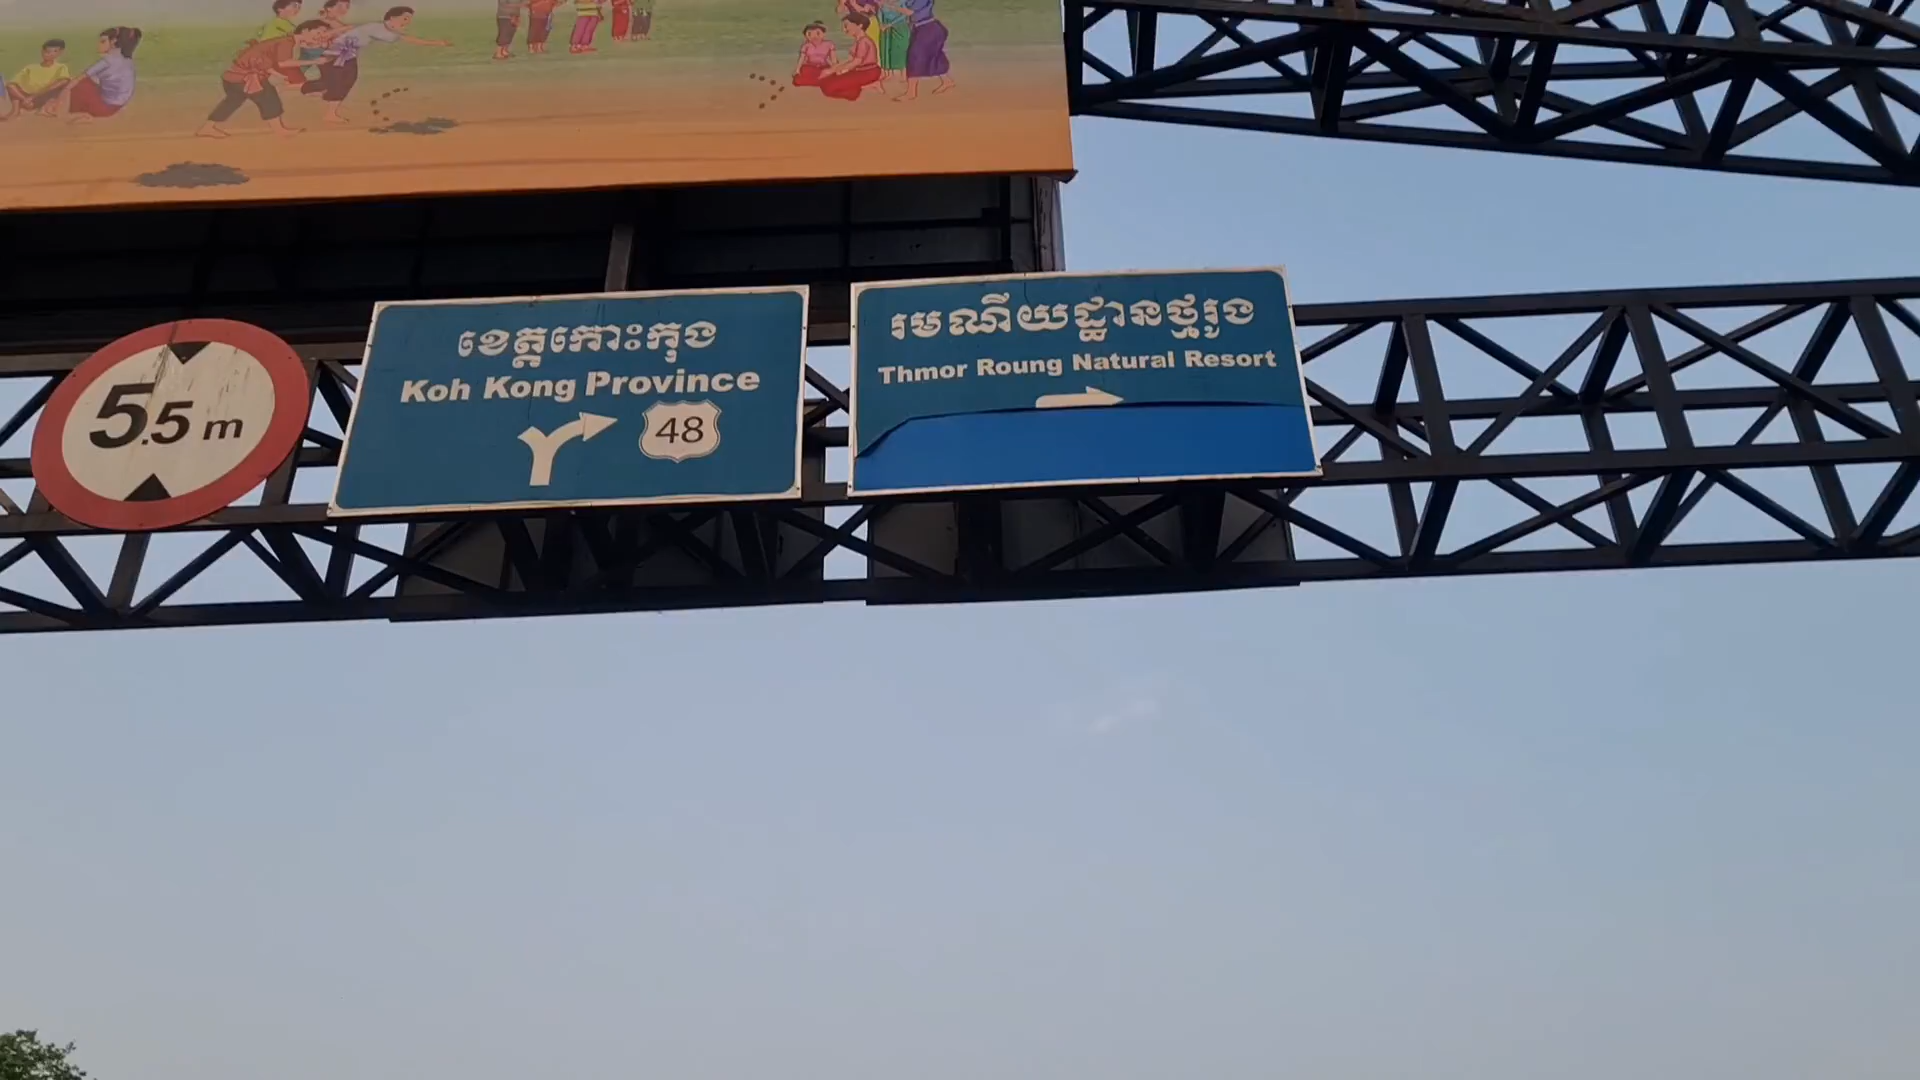 5.5 m
ខេត្តកោះកុង
Koh Kong Province
48
រមណីយដ្ឋានថ្មរូង
Thmor Roung Natural Resort